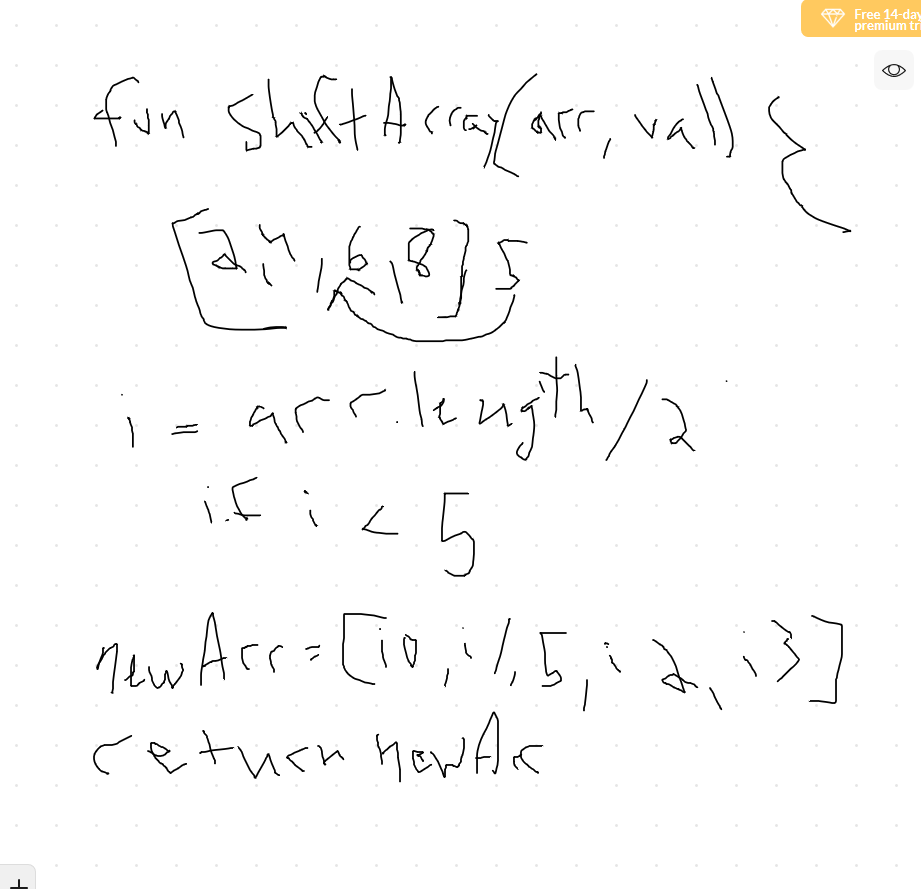 Free 14-day
premium tr
fun shiftArray(arr, val) {
[2,4,6,8] 5
i = arr.length/2
if i < 5
newArr=[i0,i1,5,i2,i3]
return newAr